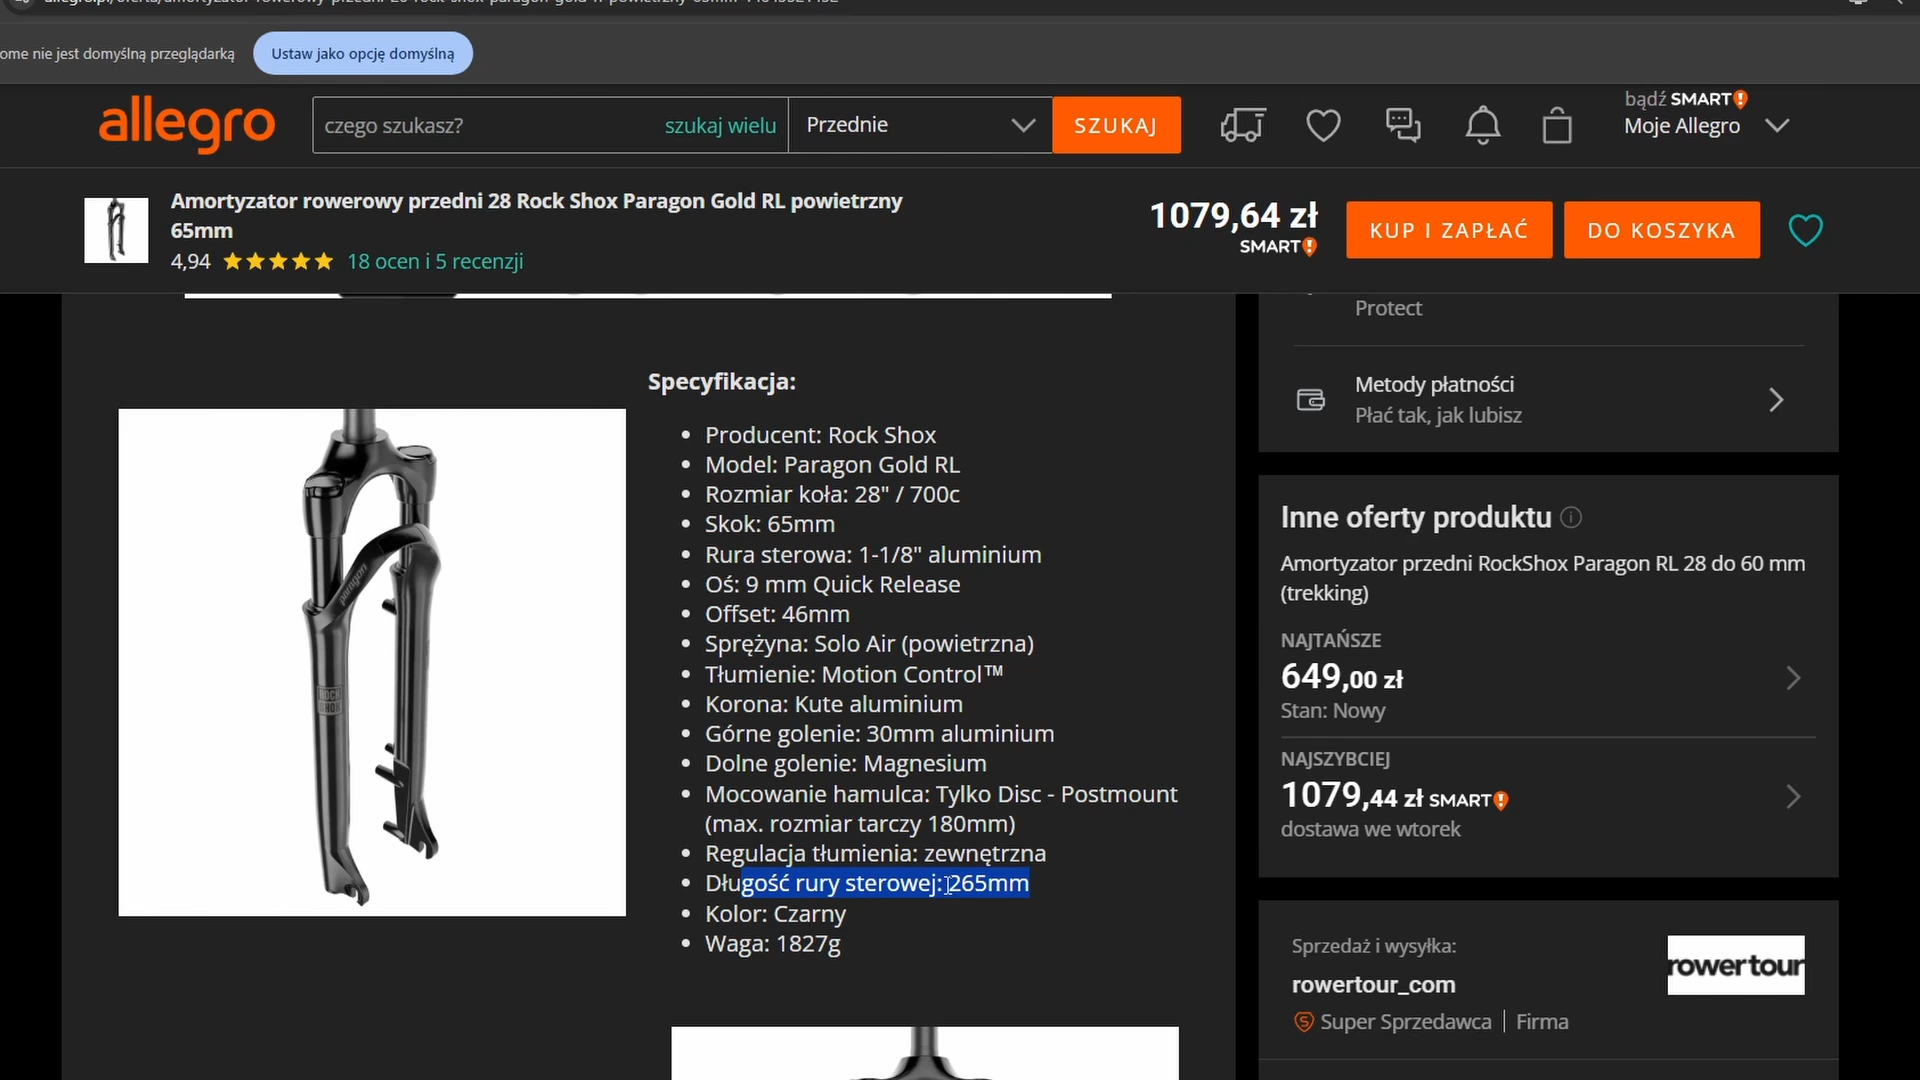 ome nie jest domyślną przeglądarką
Ustaw jako opcję domyślną
allegro
czego szukasz?
szukaj wielu
Przednie
SZUKAJ
bądź SMART!
Moje Allegro
Amortyzator rowerowy przedni 28 Rock Shox Paragon Gold RL powietrzny
65mm
4,94
18 ocen i 5 recenzji
1079,64 zł
SMART!
KUP I ZAPŁAĆ
DO KOSZYKA
Protect
Metody płatności
Płać tak, jak lubisz
Specyfikacja:
Producent: Rock Shox
Model: Paragon Gold RL
Rozmiar koła: 28" / 700c
Skok: 65mm
Rura sterowa: 1-1/8" aluminium
Oś: 9 mm Quick Release
Offset: 46mm
Sprężyna: Solo Air (powietrzna)
Tłumienie: Motion Control™
Korona: Kute aluminium
Górne golenie: 30mm aluminium
Dolne golenie: Magnesium
Mocowanie hamulca: Tylko Disc - Postmount
(max. rozmiar tarczy 180mm)
Regulacja tłumienia: zewnętrzna
Długość rury sterowej: 265mm
Kolor: Czarny
Waga: 1827g
paragon
ROCK
SHOX
Inne oferty produktu
Amortyzator przedni RockShox Paragon RL 28 do 60 mm
(trekking)
NAJTAŃSZE
649,00 zł
Stan: Nowy
NAJSZYBCIEJ
1079,44 zł SMART!
dostawa we wtorek
Sprzedaż i wysyłka:
rowertour_com
Super Sprzedawca | Firma
rowertour